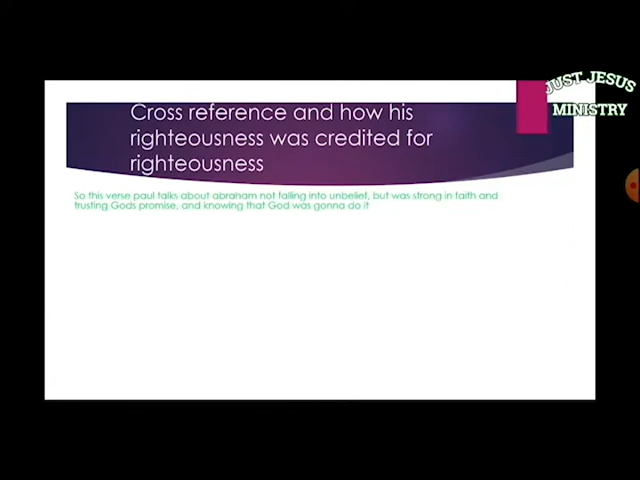 JUST JESUS
MINISTRY
Cross reference and how his
righteousness was credited for
righteousness
So this verse paul talks about abraham not falling into unbelief, but was strong in faith and
trusting Gods promise, and knowing that God was gonna do it